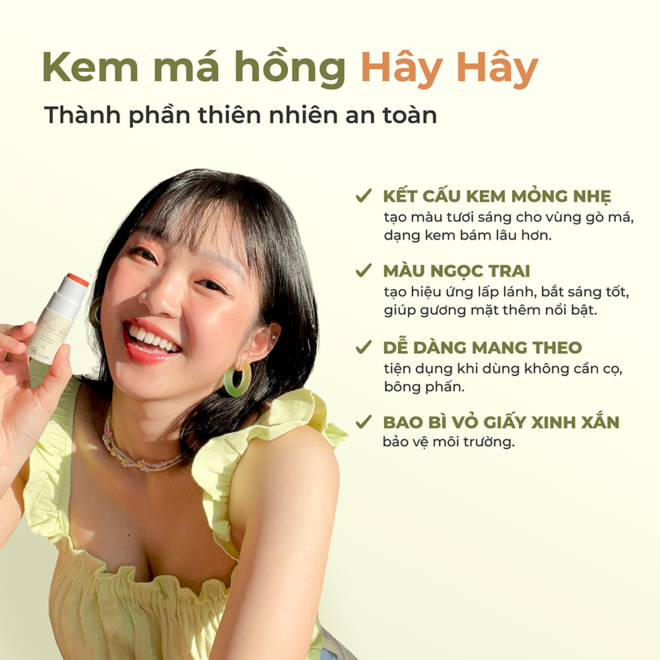 Kem má hồng Hây Hây
Thành phần thiên nhiên an toàn
KẾT CẤU KEM MỎNG NHẸ
tạo màu tươi sáng cho vùng gò má,
dạng kem bám lâu hơn.
MÀU NGỌC TRAI
tạo hiệu ứng lấp lánh, bắt sáng tốt,
giúp gương mặt thêm nổi bật.
DỄ DÀNG MANG THEO
tiện dụng khi dùng không cần cọ,
bông phấn.
BAO BÌ VỎ GIẤY XINH XẮN
bảo vệ môi trường.